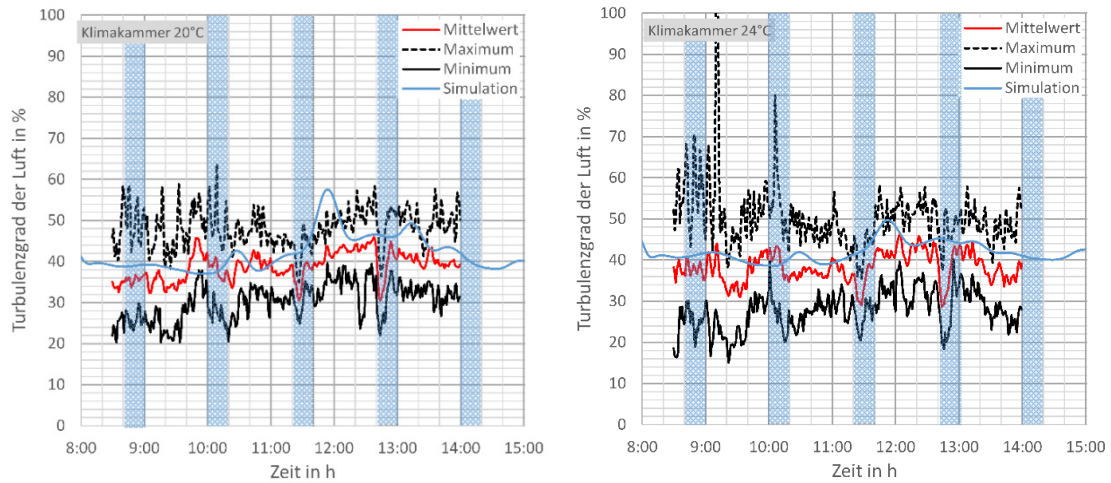 Klimakammer 20°C
Mittelwert
Maximum
Minimum
Simulation
Turbulenzgrad der Luft in %
100
90
80
70
60
50
40
30
20
10
0
8:00 9:00 10:00 11:00 12:00 13:00 14:00 15:00
Zeit in h
Klimakammer 24°C
Mittelwert
Maximum
Minimum
Simulation
Turbulenzgrad der Luft in %
100
90
80
70
60
50
40
30
20
10
0
8:00 9:00 10:00 11:00 12:00 13:00 14:00 15:00
Zeit in h